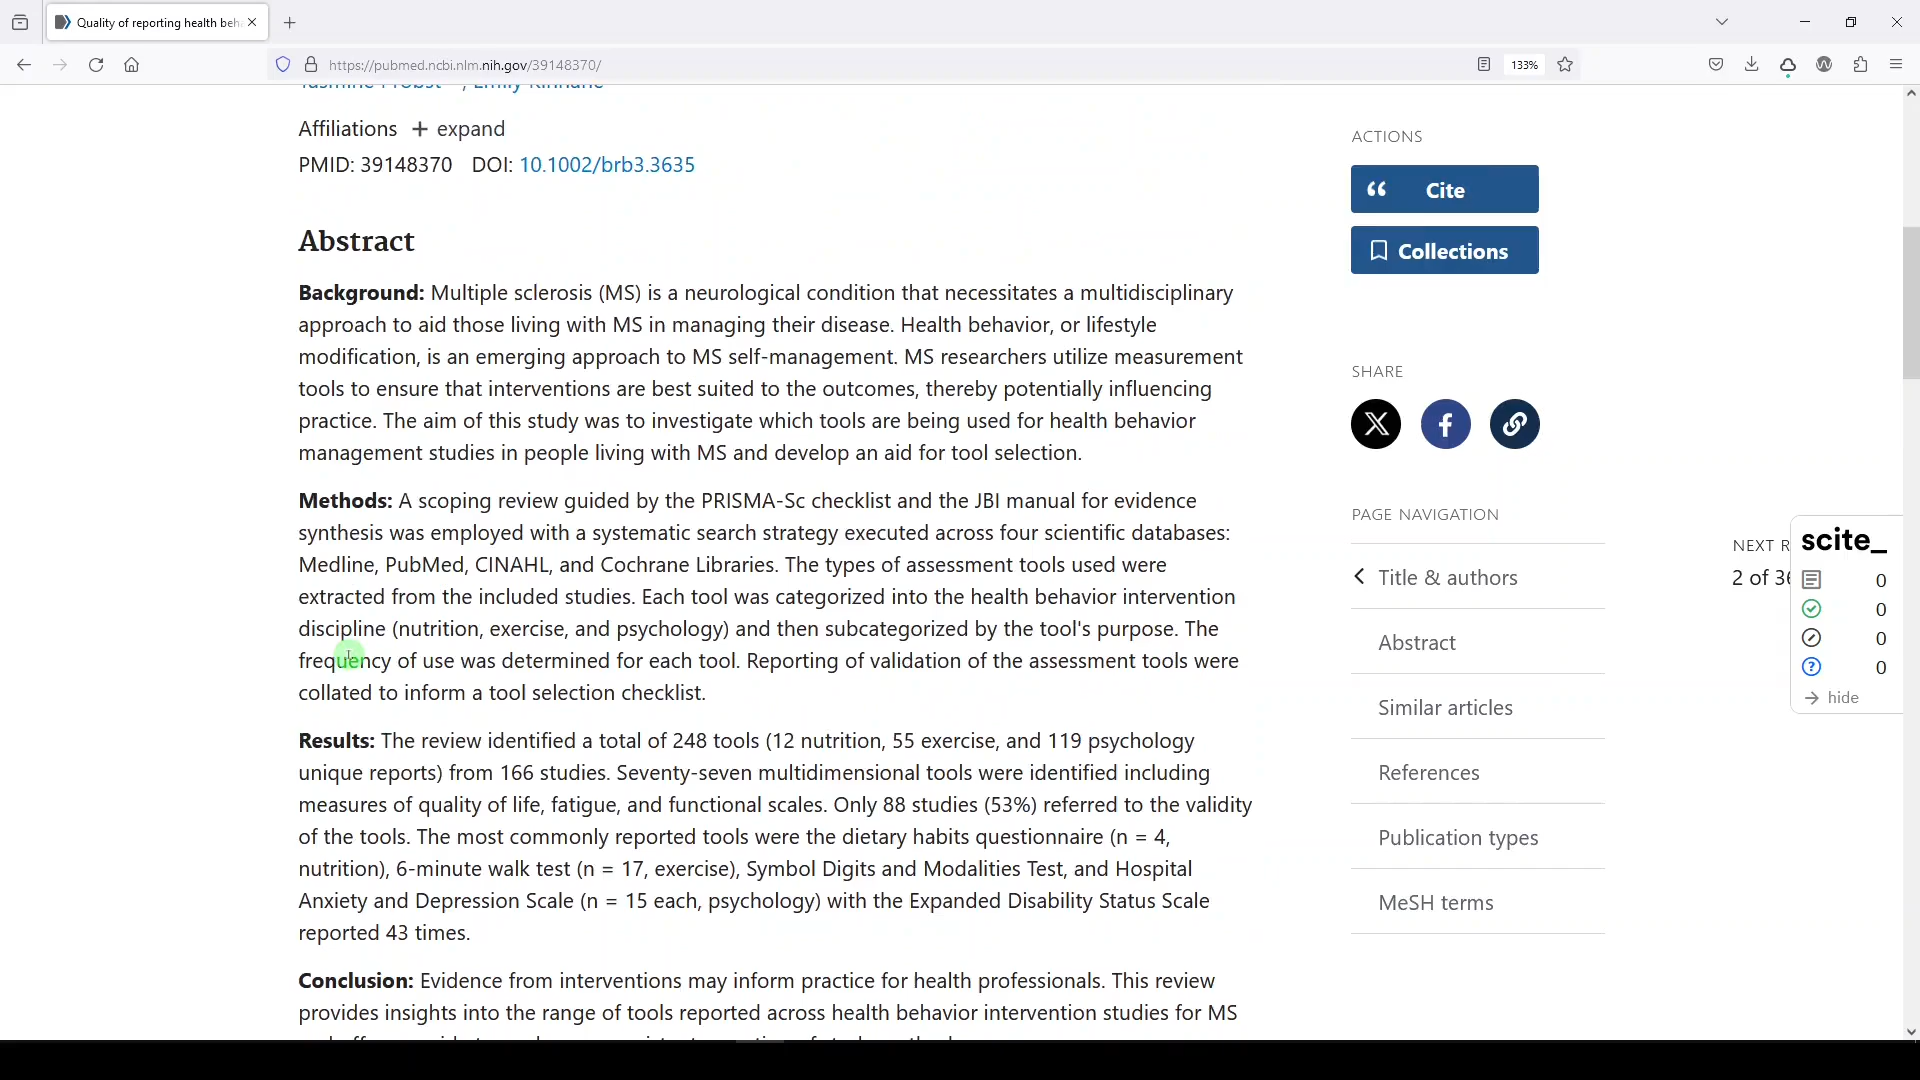 Quality of reporting health beh
https://pubmed.ncbi.nlm.nih.gov/39148370/
133%
Affiliations + expand
PMID: 39148370 DOI: 10.1002/brb3.3635
Abstract
Background: Multiple sclerosis (MS) is a neurological condition that necessitates a multidisciplinary
approach to aid those living with MS in managing their disease. Health behavior, or lifestyle
modification, is an emerging approach to MS self-management. MS researchers utilize measurement
tools to ensure that interventions are best suited to the outcomes, thereby potentially influencing
practice. The aim of this study was to investigate which tools are being used for health behavior
management studies in people living with MS and develop an aid for tool selection.
Methods: A scoping review guided by the PRISMA-Sc checklist and the JBI manual for evidence
synthesis was employed with a systematic search strategy executed across four scientific databases:
Medline, PubMed, CINAHL, and Cochrane Libraries. The types of assessment tools used were
extracted from the included studies. Each tool was categorized into the health behavior intervention
discipline (nutrition, exercise, and psychology) and then subcategorized by the tool's purpose. The
frequency of use was determined for each tool. Reporting of validation of the assessment tools were
collated to inform a tool selection checklist.
Results: The review identified a total of 248 tools (12 nutrition, 55 exercise, and 119 psychology
unique reports) from 166 studies. Seventy-seven multidimensional tools were identified including
measures of quality of life, fatigue, and functional scales. Only 88 studies (53%) referred to the validity
of the tools. The most commonly reported tools were the dietary habits questionnaire (n = 4,
nutrition), 6-minute walk test (n = 17, exercise), Symbol Digits and Modalities Test, and Hospital
Anxiety and Depression Scale (n = 15 each, psychology) with the Expanded Disability Status Scale
reported 43 times.
Conclusion: Evidence from interventions may inform practice for health professionals. This review
provides insights into the range of tools reported across health behavior intervention studies for MS
ACTIONS
Cite
Collections
SHARE
PAGE NAVIGATION
Title & authors
Abstract
Similar articles
References
Publication types
MeSH terms
NEXT R
2 of 36
scite_
0
0
0
0
hide